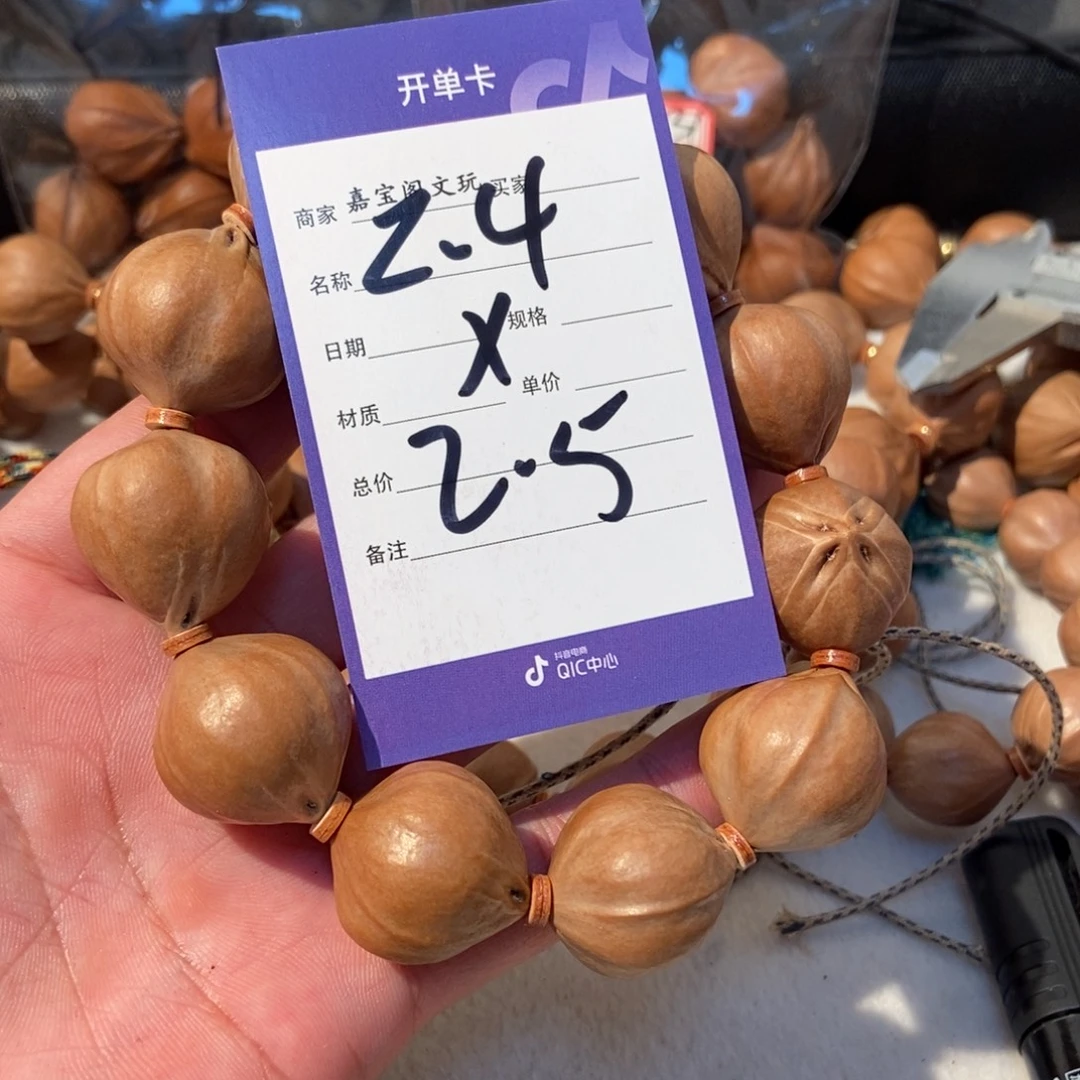 开单卡
商家 嘉宝阁文玩 买家
2.4
名称
X
日期 规格
材质 单价
2.5
总价
备注
抖音电商
QIC中心